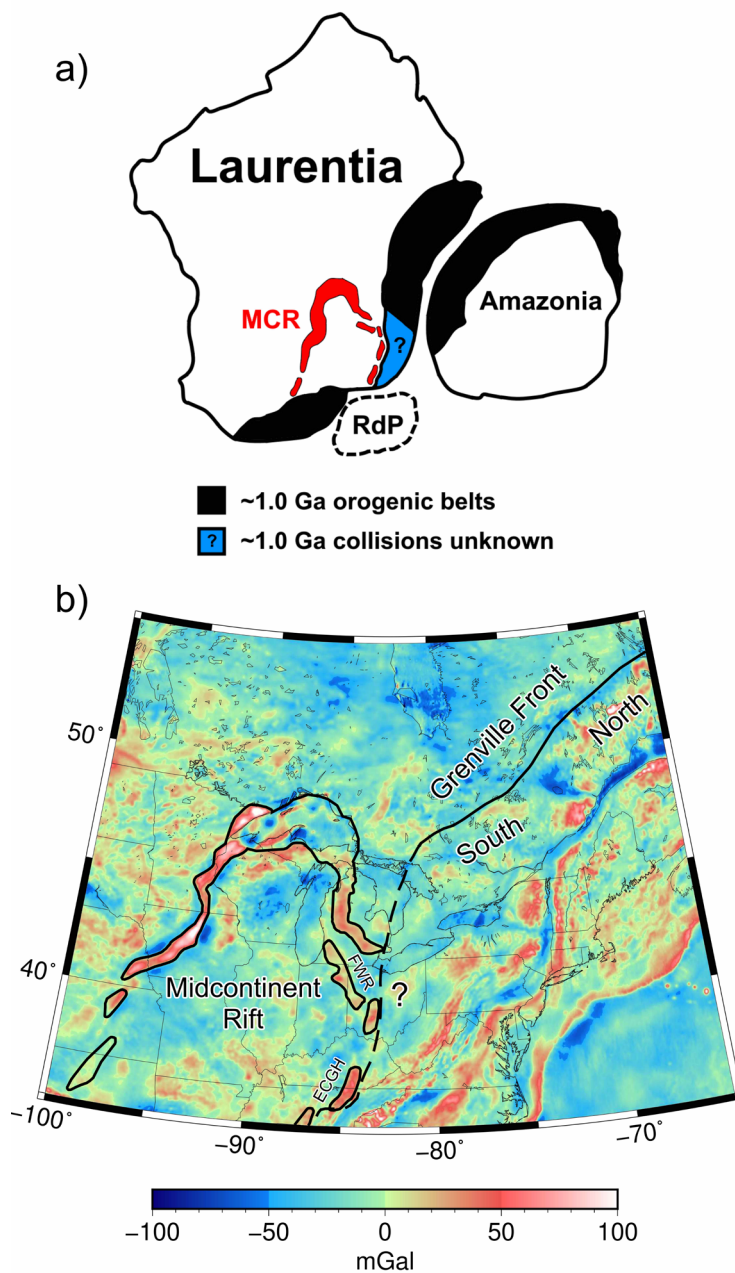 a)
Laurentia
Amazonia
MCR
?
RdP
~1.0 Ga orogenic belts
? ~1.0 Ga collisions unknown
b)
Grenville Front
North
50°
South
40°
Midcontinent
Rift
FWR
?
ECGH
−100°
−90°
−80°
−70°
−100 −50 0 50 100
mGal